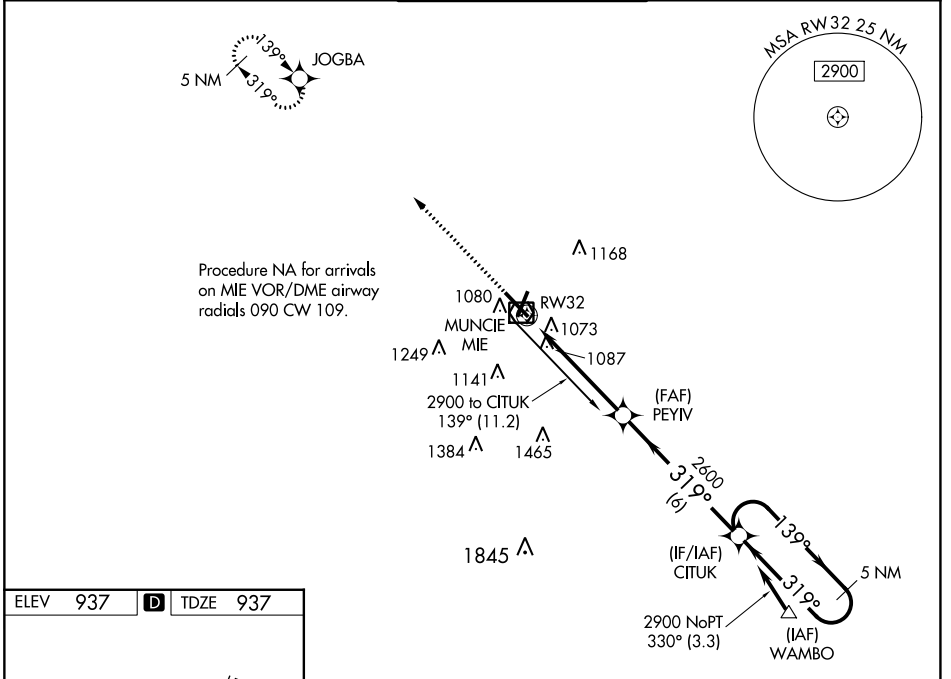 JOGBA
139°
319°
5 NM
MSA RW32 25 NM
2900
Procedure NA for arrivals
on MIE VOR/DME airway
radials 090 CW 109.
1168
1080
RW32
MUNCIE
MIE
1073
1087
1249
1141
2900 to CITUK
139° (11.2)
1384
1465
(FAF)
PEYIV
2600
319°
(6)
1845
(IF/IAF)
CITUK
139°
319°
5 NM
2900 NoPT
330° (3.3)
(IAF)
WAMBO
ELEV 937 D TDZE 937